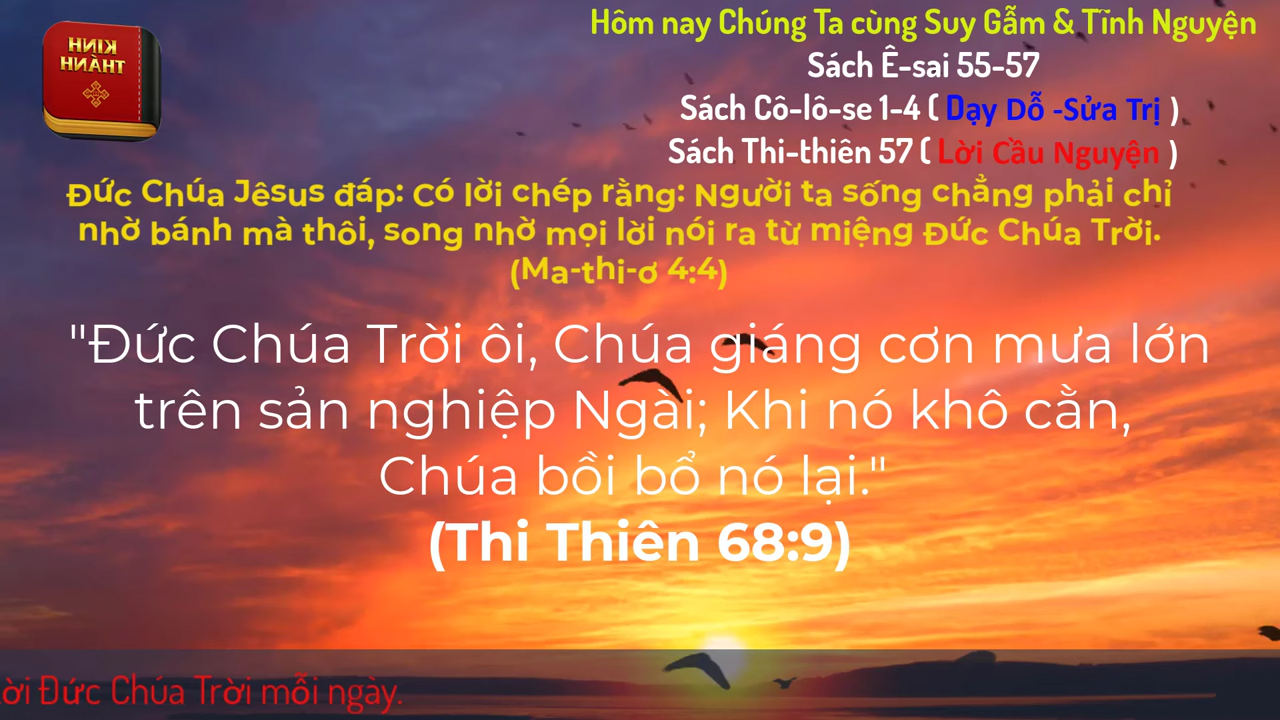 KINH
THÁNH
Hôm nay Chúng Ta cùng Suy Gẫm & Tĩnh Nguyện
Sách Ê-sai 55-57
Sách Cô-lô-se 1-4 ( Dạy Dỗ -Sửa Trị )
Sách Thi-thiên 57 ( Lời Cầu Nguyện )
Đức Chúa Jêsus đáp: Có lời chép rằng: Người ta sống chẳng phải chỉ
nhờ bánh mà thôi, song nhờ mọi lời nói ra từ miệng Đức Chúa Trời.
(Ma-thi-ơ 4:4)
"Đức Chúa Trời ôi, Chúa giáng cơn mưa lớn
trên sản nghiệp Ngài; Khi nó khô cằn,
Chúa bồi bổ nó lại."
(Thi Thiên 68:9)
Đức Chúa Trời mỗi ngày.